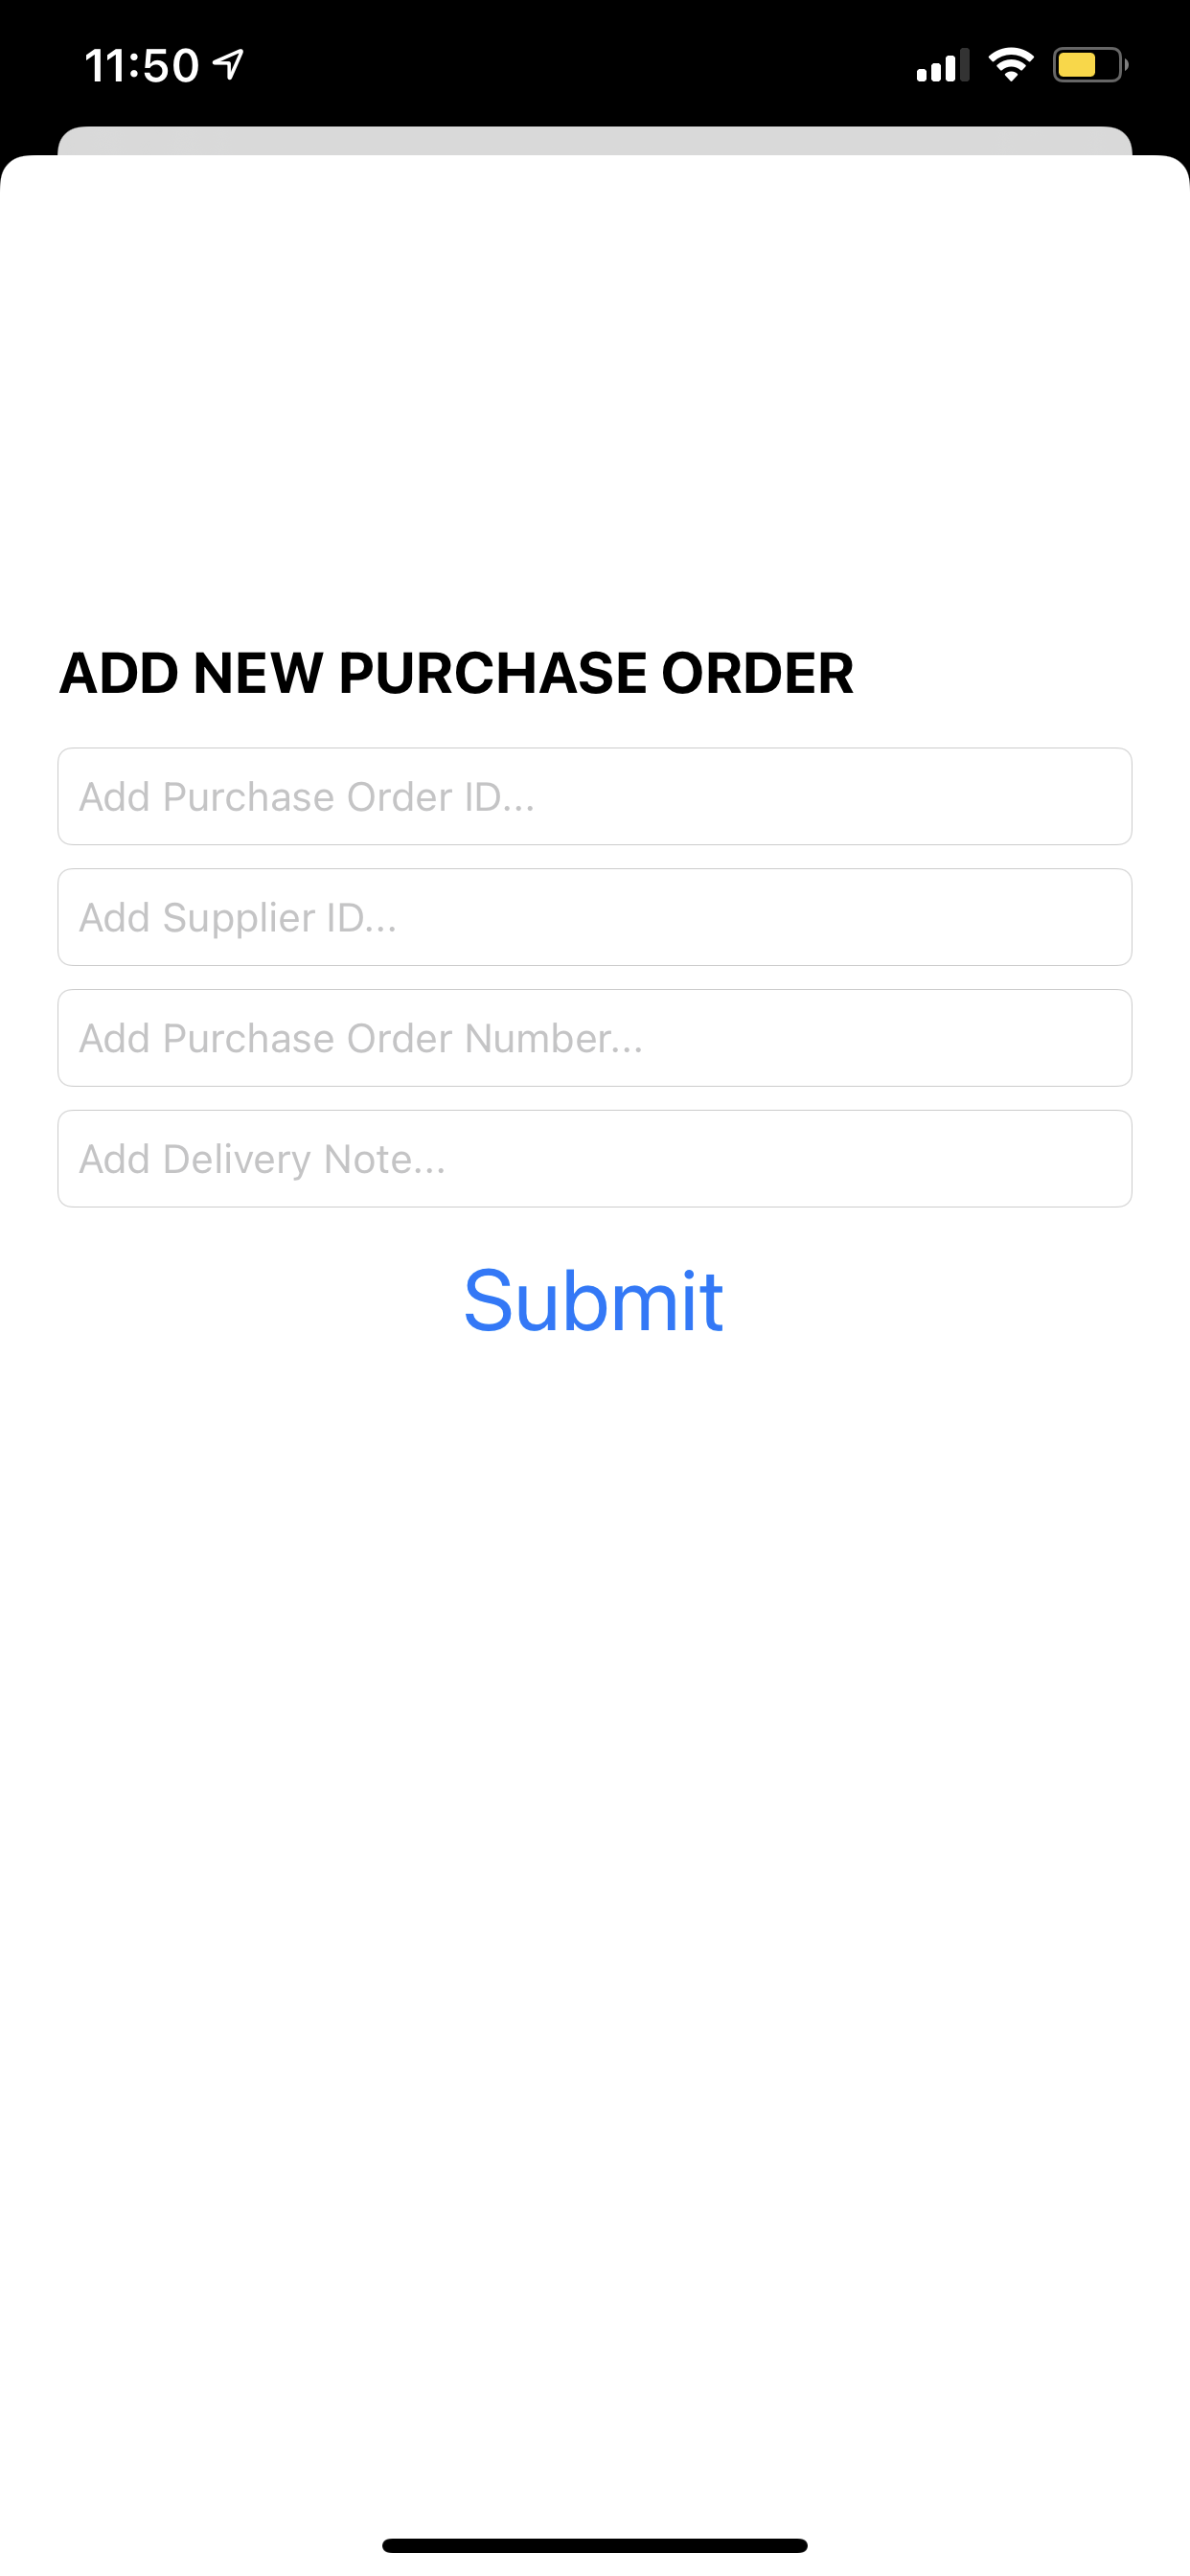 11:50
ADD NEW PURCHASE ORDER
Add Purchase Order ID...
Add Supplier ID...
Add Purchase Order Number...
Add Delivery Note...
Submit